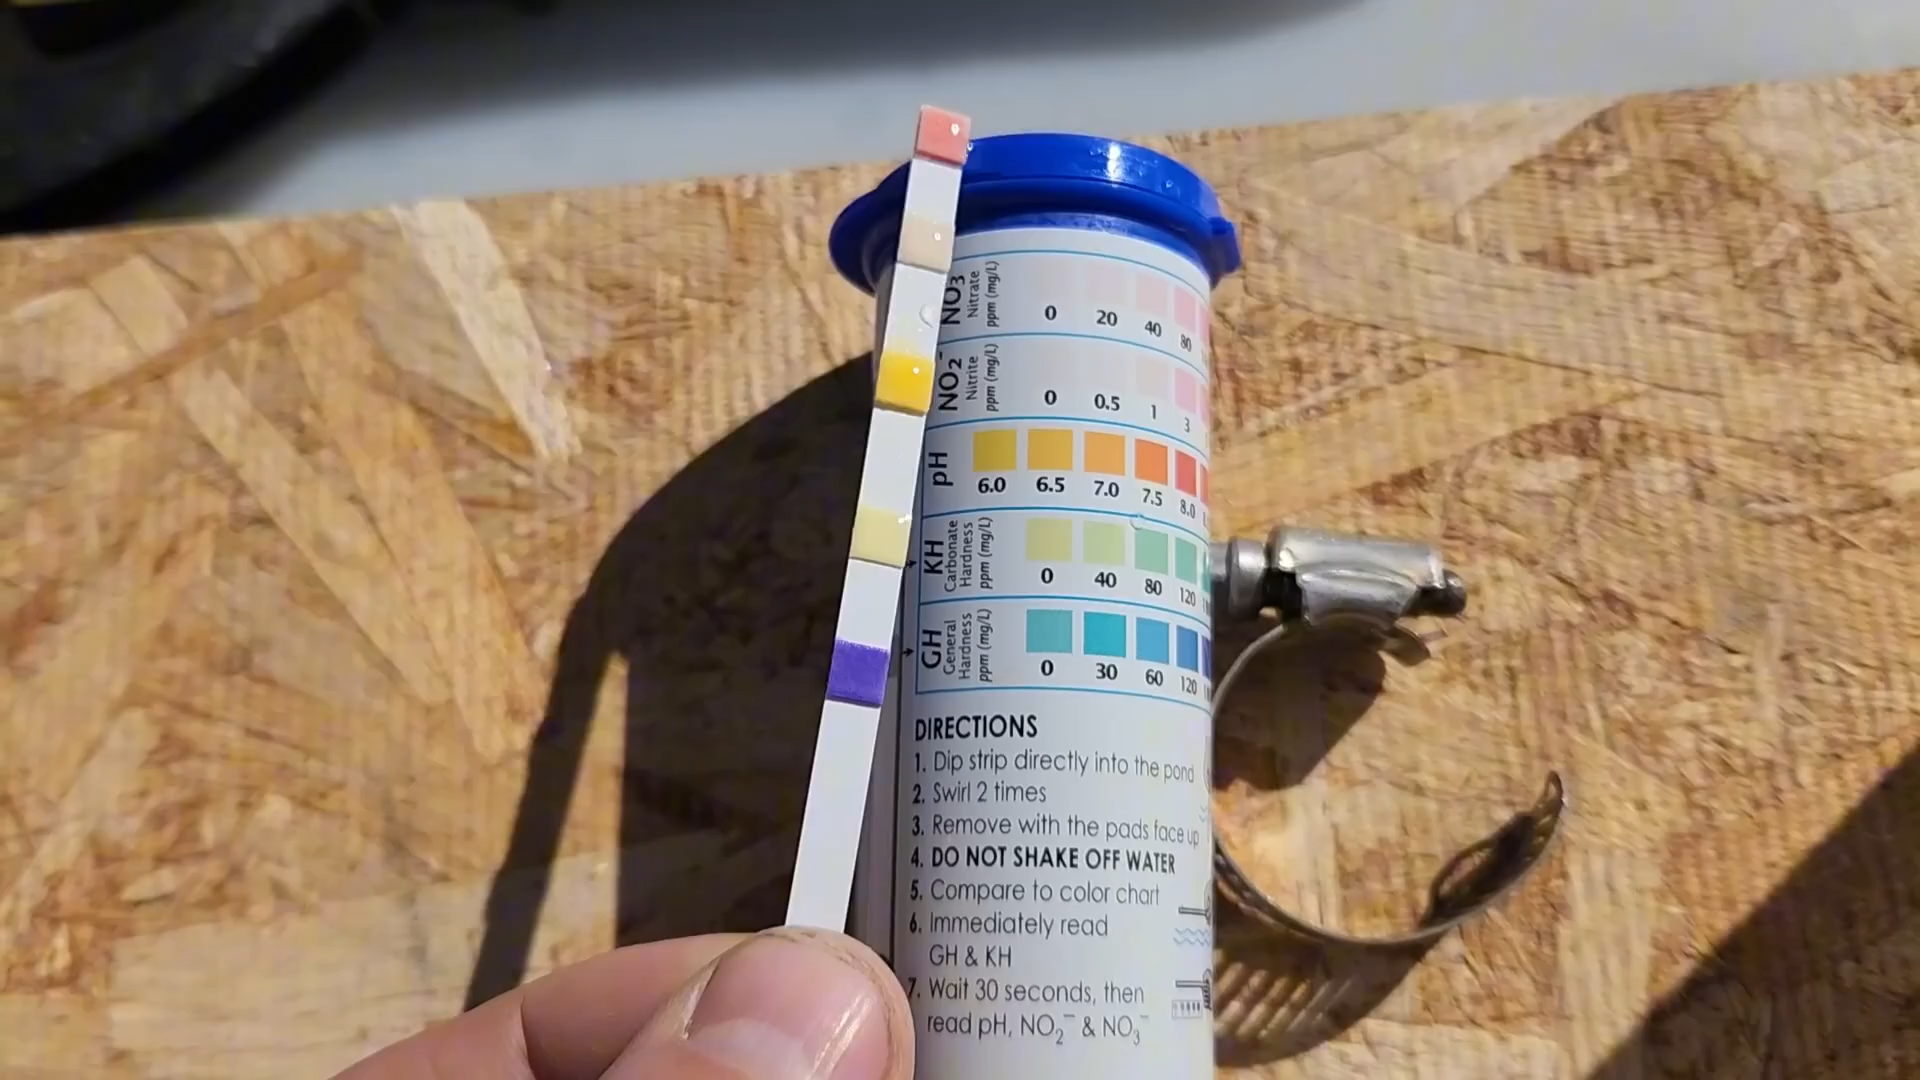 NO3
Nitrate
ppm (mg/L)
0 20 40 80
NO2-
Nitrite
ppm (mg/L)
0 0.5 1 3
pH
6.0 6.5 7.0 7.5 8.0
KH
Carbonate
Hardness
ppm (mg/L)
0 40 80 120
GH
General
Hardness
ppm (mg/L)
0 30 60 120
DIRECTIONS
1. Dip strip directly into the pond
2. Swirl 2 times
3. Remove with the pads face up
4. DO NOT SHAKE OFF WATER
5. Compare to color chart
6. Immediately read
GH & KH
7. Wait 30 seconds, then
read pH, NO2- & NO3-